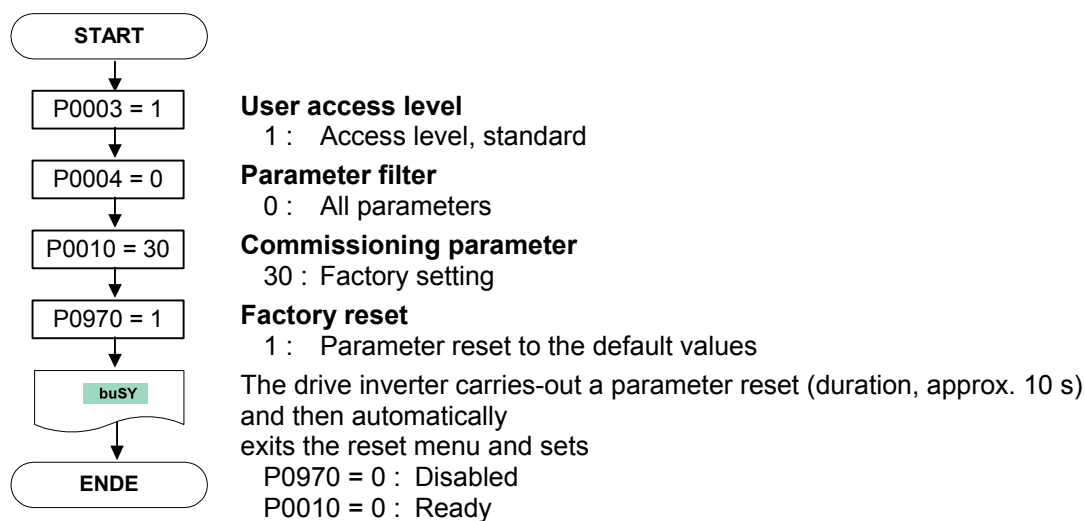 START
P0003 = 1
User access level
1 : Access level, standard
P0004 = 0
Parameter filter
0 : All parameters
P0010 = 30
Commissioning parameter
30 : Factory setting
P0970 = 1
Factory reset
1 : Parameter reset to the default values
buSY
The drive inverter carries-out a parameter reset (duration, approx. 10 s)
and then automatically
exits the reset menu and sets
P0970 = 0 : Disabled
P0010 = 0 : Ready
ENDE